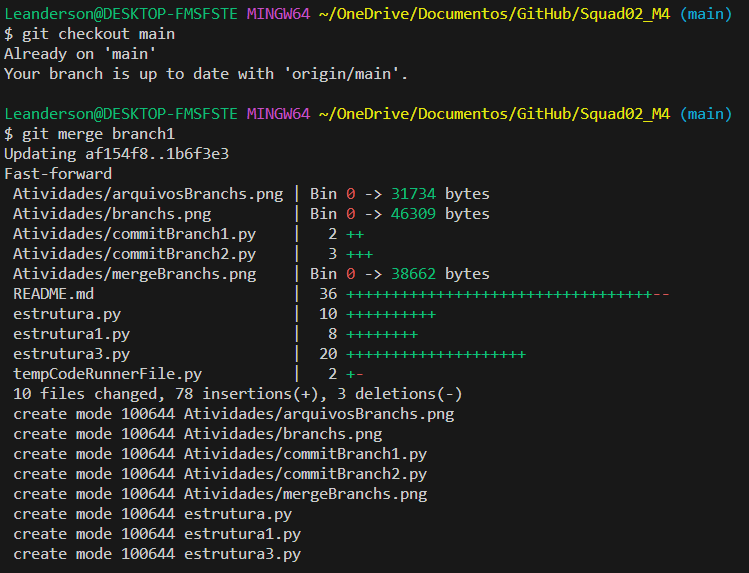 Leanderson@DESKTOP-FMSFSTE MINGW64 ~/OneDrive/Documentos/GitHub/Squad02_M4 (main)
$ git checkout main
Already on 'main'
Your branch is up to date with 'origin/main'.
Leanderson@DESKTOP-FMSFSTE MINGW64 ~/OneDrive/Documentos/GitHub/Squad02_M4 (main)
$ git merge branch1
Updating af154f8..1b6f3e3
Fast-forward
 Atividades/arquivosBranchs.png | Bin 0 -> 31734 bytes
 Atividades/branchs.png         | Bin 0 -> 46309 bytes
 Atividades/commitBranch1.py    |   2 ++
 Atividades/commitBranch2.py    |   3 +++
 Atividades/mergeBranchs.png    | Bin 0 -> 38662 bytes
 README.md                      |  36 ++++++++++++++++++++++++++++++++++--
 estrutura.py                   |  10 ++++++++++
 estrutura1.py                  |   8 ++++++++
 estrutura3.py                  |  20 ++++++++++++++++++++
 tempCodeRunnerFile.py          |   2 +-
 10 files changed, 78 insertions(+), 3 deletions(-)
 create mode 100644 Atividades/arquivosBranchs.png
 create mode 100644 Atividades/branchs.png
 create mode 100644 Atividades/commitBranch1.py
 create mode 100644 Atividades/commitBranch2.py
 create mode 100644 Atividades/mergeBranchs.png
 create mode 100644 estrutura.py
 create mode 100644 estrutura1.py
 create mode 100644 estrutura3.py